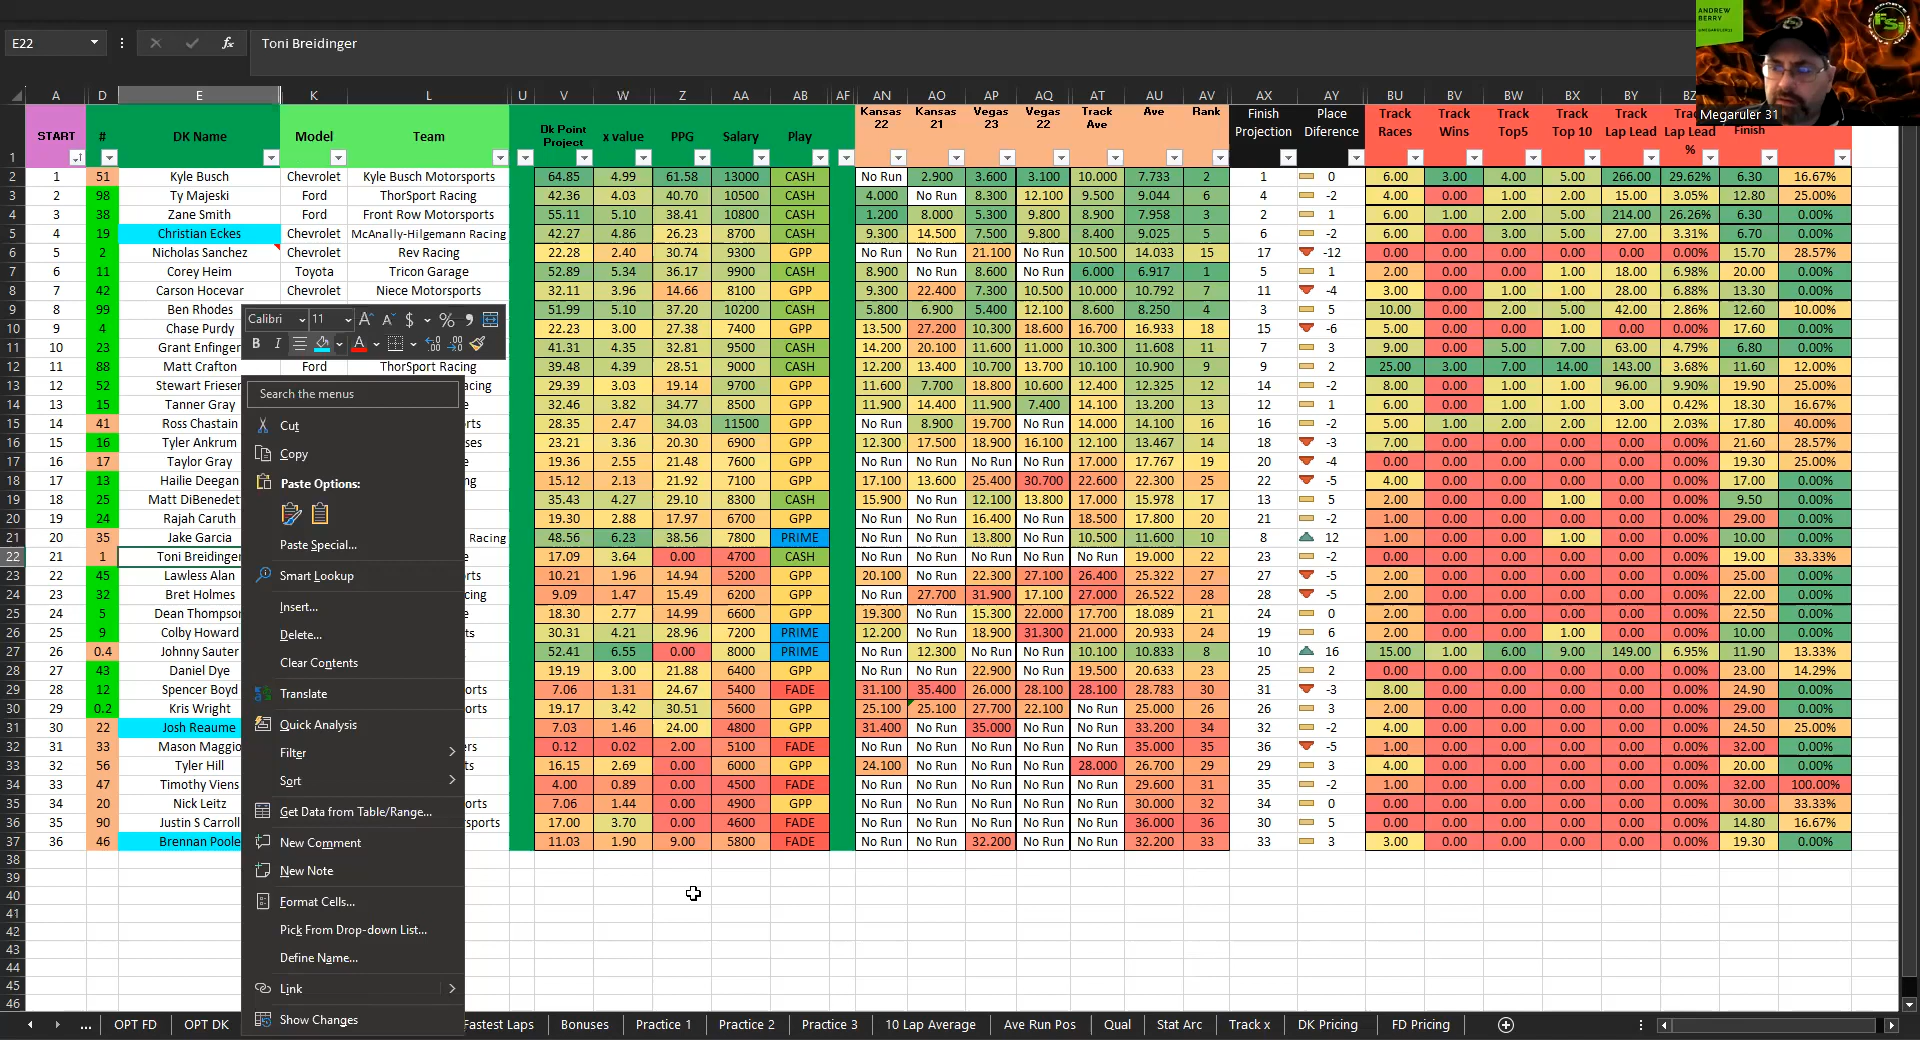 E22 Toni Breidinger
ANDREW
BERRY
Megaruler 31
A D E K L U V W Z AA AB AF AN AO AP AQ AT AU AV AX AY BU BV BW BX BY BZ
1 START # DK Name Model Team Dk Point Project x value PPG Salary Play Kansas 22 Kansas 21 Vegas 23 Vegas 22 Track Ave Ave Rank Finish Projection Place Diference Track Races Track Wins Track Top5 Track Top 10 Track Lap Lead Lap Lead % Finish
2 1 51 Kyle Busch Chevrolet Kyle Busch Motorsports 64.85 4.99 61.58 13000 CASH No Run 2.900 3.600 3.100 10.000 7.733 2 1 0 6.00 3.00 4.00 5.00 266.00 29.62% 6.30 16.67%
3 2 98 Ty Majeski Ford ThorSport Racing 42.36 4.03 40.70 10500 CASH 4.000 No Run 8.300 12.100 9.500 9.044 6 4 -2 4.00 0.00 1.00 2.00 15.00 3.05% 12.80 25.00%
4 3 38 Zane Smith Ford Front Row Motorsports 55.11 5.10 38.41 10800 CASH 1.200 8.000 5.300 9.800 8.900 7.958 3 2 1 6.00 1.00 2.00 5.00 214.00 26.26% 6.30 0.00%
5 4 19 Christian Eckes Chevrolet McAnally-Hilgemann Racing 42.27 4.86 26.23 8700 CASH 9.300 14.500 7.500 9.800 8.400 9.025 5 6 -2 6.00 0.00 3.00 5.00 27.00 3.31% 6.70 0.00%
6 5 2 Nicholas Sanchez Chevrolet Rev Racing 22.28 2.40 30.74 9300 GPP No Run No Run 21.100 No Run 10.500 14.033 15 17 -12 0.00 0.00 0.00 0.00 0.00 0.00% 15.70 28.57%
7 6 11 Corey Heim Toyota Tricon Garage 52.89 5.34 36.17 9900 CASH 8.900 No Run 8.600 No Run 6.000 6.917 1 5 1 2.00 0.00 0.00 1.00 18.00 6.98% 20.00 0.00%
8 7 42 Carson Hocevar Chevrolet Niece Motorsports 32.11 3.96 14.66 8100 GPP 9.300 22.400 7.300 10.500 10.000 10.792 7 11 -4 3.00 0.00 1.00 1.00 28.00 6.88% 13.30 0.00%
9 8 99 Ben Rhodes 51.99 5.10 37.20 10200 CASH 5.800 6.900 5.400 12.100 8.600 8.250 4 3 5 10.00 0.00 2.00 5.00 42.00 2.86% 12.60 10.00%
10 9 4 Chase Purdy 22.23 3.00 27.38 7400 GPP 13.500 27.200 10.300 18.600 16.700 16.933 18 15 -6 5.00 0.00 0.00 1.00 0.00 0.00% 17.60 0.00%
11 10 23 Grant Enfinger 41.31 4.35 32.81 9500 CASH 14.200 20.100 11.600 11.000 10.300 11.608 11 7 3 9.00 0.00 5.00 7.00 63.00 4.79% 6.80 0.00%
12 11 88 Matt Crafton Ford ThorSport Racing 39.48 4.39 28.51 9000 CASH 12.200 13.400 10.700 13.700 10.100 10.900 9 9 2 25.00 3.00 7.00 14.00 143.00 3.68% 11.60 12.00%
13 12 52 Stewart Friesen acing 29.39 3.03 19.14 9700 GPP 11.600 7.700 18.800 10.600 12.400 12.325 12 14 -2 8.00 0.00 1.00 1.00 96.00 9.90% 19.90 25.00%
14 13 15 Tanner Gray e 32.46 3.82 34.77 8500 GPP 11.900 14.400 11.900 7.400 14.100 13.200 13 12 1 6.00 0.00 1.00 1.00 3.00 0.42% 18.30 16.67%
15 14 41 Ross Chastain orts 28.35 2.47 34.03 11500 GPP No Run 8.900 19.700 No Run 14.000 14.100 16 16 -2 5.00 1.00 2.00 2.00 12.00 2.03% 17.80 40.00%
16 15 16 Tyler Ankrum ses 23.21 3.36 20.30 6900 GPP 12.300 17.500 18.900 16.100 12.100 13.467 14 18 -3 7.00 0.00 0.00 0.00 0.00 0.00% 21.60 28.57%
17 16 17 Taylor Gray e 19.36 2.55 21.48 7600 GPP No Run No Run No Run No Run 17.000 17.767 19 20 -4 0.00 0.00 0.00 0.00 0.00 0.00% 19.30 25.00%
18 17 13 Hailie Deegan ng 15.12 2.13 21.92 7100 GPP 17.100 13.600 25.400 30.700 22.600 22.300 25 22 -5 4.00 0.00 0.00 0.00 0.00 0.00% 17.00 0.00%
19 18 25 Matt DiBenedet 35.43 4.27 29.10 8300 CASH 15.900 No Run 12.100 13.800 17.000 15.978 17 13 5 2.00 0.00 0.00 1.00 0.00 0.00% 9.50 0.00%
20 19 24 Rajah Caruth 19.30 2.88 17.97 6700 GPP No Run No Run 16.400 No Run 18.500 17.800 20 21 -2 1.00 0.00 0.00 0.00 0.00 0.00% 29.00 0.00%
21 20 35 Jake Garcia Racing 48.56 6.23 38.56 7800 PRIME No Run No Run 13.800 No Run 10.500 11.600 10 8 12 1.00 0.00 0.00 1.00 0.00 0.00% 10.00 0.00%
22 21 1 Toni Breidinger 17.09 3.64 0.00 4700 CASH No Run No Run No Run No Run No Run 19.000 22 23 -2 0.00 0.00 0.00 0.00 0.00 0.00% 19.00 33.33%
23 22 45 Lawless Alan rts 10.21 1.96 14.94 5200 GPP 20.100 No Run 22.300 27.100 26.400 25.322 27 27 -5 2.00 0.00 0.00 0.00 0.00 0.00% 25.00 0.00%
24 23 32 Bret Holmes cing 9.09 1.47 15.49 6200 GPP No Run 27.700 31.900 17.100 27.000 26.522 28 28 -5 2.00 0.00 0.00 0.00 0.00 0.00% 22.00 0.00%
25 24 5 Dean Thompson e 18.30 2.77 14.99 6600 GPP 19.300 No Run 15.300 22.000 17.700 18.089 21 24 0 2.00 0.00 0.00 0.00 0.00 0.00% 22.50 0.00%
26 25 9 Colby Howard ts 30.31 4.21 28.96 7200 PRIME 12.200 No Run 18.900 31.300 21.000 20.933 24 19 6 2.00 0.00 0.00 1.00 0.00 0.00% 10.00 0.00%
27 26 0.4 Johnny Sauter 52.41 6.55 0.00 8000 PRIME No Run 12.300 No Run No Run 10.100 10.833 8 10 16 15.00 1.00 6.00 9.00 149.00 6.95% 11.90 13.33%
28 27 43 Daniel Dye 19.19 3.00 21.88 6400 GPP No Run No Run 22.900 No Run 19.500 20.633 23 25 2 0.00 0.00 0.00 0.00 0.00 0.00% 23.00 14.29%
29 28 12 Spencer Boyd orts 7.06 1.31 24.67 5400 FADE 31.100 35.400 26.000 28.100 28.100 28.783 30 31 -3 8.00 0.00 0.00 0.00 0.00 0.00% 24.90 0.00%
30 29 0.2 Kris Wright 19.17 3.42 30.51 5600 GPP 25.100 25.100 27.700 22.100 No Run 25.000 26 26 3 2.00 0.00 0.00 0.00 0.00 0.00% 29.00 0.00%
31 30 22 Josh Reaume 7.03 1.46 24.00 4800 GPP 31.400 No Run 35.000 No Run No Run 33.200 34 32 -2 4.00 0.00 0.00 0.00 0.00 0.00% 24.50 25.00%
32 31 33 Mason Maggio ers 0.12 0.02 2.00 5100 FADE No Run No Run No Run No Run No Run 35.000 35 36 -5 1.00 0.00 0.00 0.00 0.00 0.00% 32.00 0.00%
33 32 56 Tyler Hill ts 16.15 2.69 0.00 6000 GPP 24.100 No Run No Run No Run 28.000 26.700 29 29 3 4.00 0.00 0.00 0.00 0.00 0.00% 20.00 0.00%
34 33 47 Timothy Viens 4.00 0.89 0.00 4500 FADE No Run No Run No Run No Run No Run 29.600 31 35 -2 1.00 0.00 0.00 0.00 0.00 0.00% 32.00 100.00%
35 34 20 Nick Leitz orts 7.06 1.44 0.00 4900 GPP No Run No Run No Run No Run No Run 30.000 32 34 0 0.00 0.00 0.00 0.00 0.00 0.00% 30.00 33.33%
36 35 90 Justin S Carroll sports 17.00 3.70 0.00 4600 FADE No Run No Run No Run No Run No Run 36.000 36 30 5 0.00 0.00 0.00 0.00 0.00 0.00% 14.80 16.67%
37 36 46 Brennan Poole 11.03 1.90 9.00 5800 FADE No Run No Run 32.200 No Run No Run 32.200 33 33 3 3.00 0.00 0.00 0.00 0.00 0.00% 19.30 0.00%
38
39
40
41
42
43
44
45
46
Calibri 11 A A $ % 9
B I A
Search the menus
Cut
Copy
Paste Options:
Paste Special...
Smart Lookup
Insert...
Delete...
Clear Contents
Translate
Quick Analysis
Filter
Sort
Get Data from Table/Range...
New Comment
New Note
Format Cells...
Pick From Drop-down List...
Define Name...
Link
Show Changes
... OPT FD OPT DK Fastest Laps Bonuses Practice 1 Practice 2 Practice 3 10 Lap Average Ave Run Pos Qual Stat Arc Track x DK Pricing FD Pricing